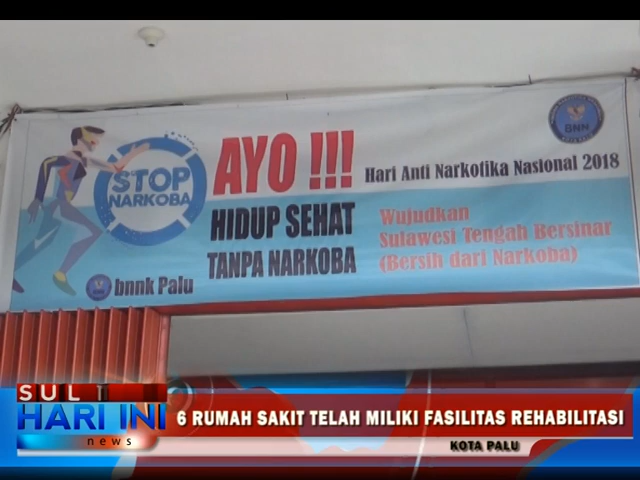 STOP
NARKOBA
AYO !!!
HIDUP SEHAT
TANPA NARKOBA
bnnk Palu
BNN
Hari Anti Narkotika Nasional 2018
Wujudkan
Sulawesi Tengah Bersinar
(Bersih dari Narkoba)
SULT
HARI INI
news
6 RUMAH SAKIT TELAH MILIKI FASILITAS REHABILITASI
KOTA PALU